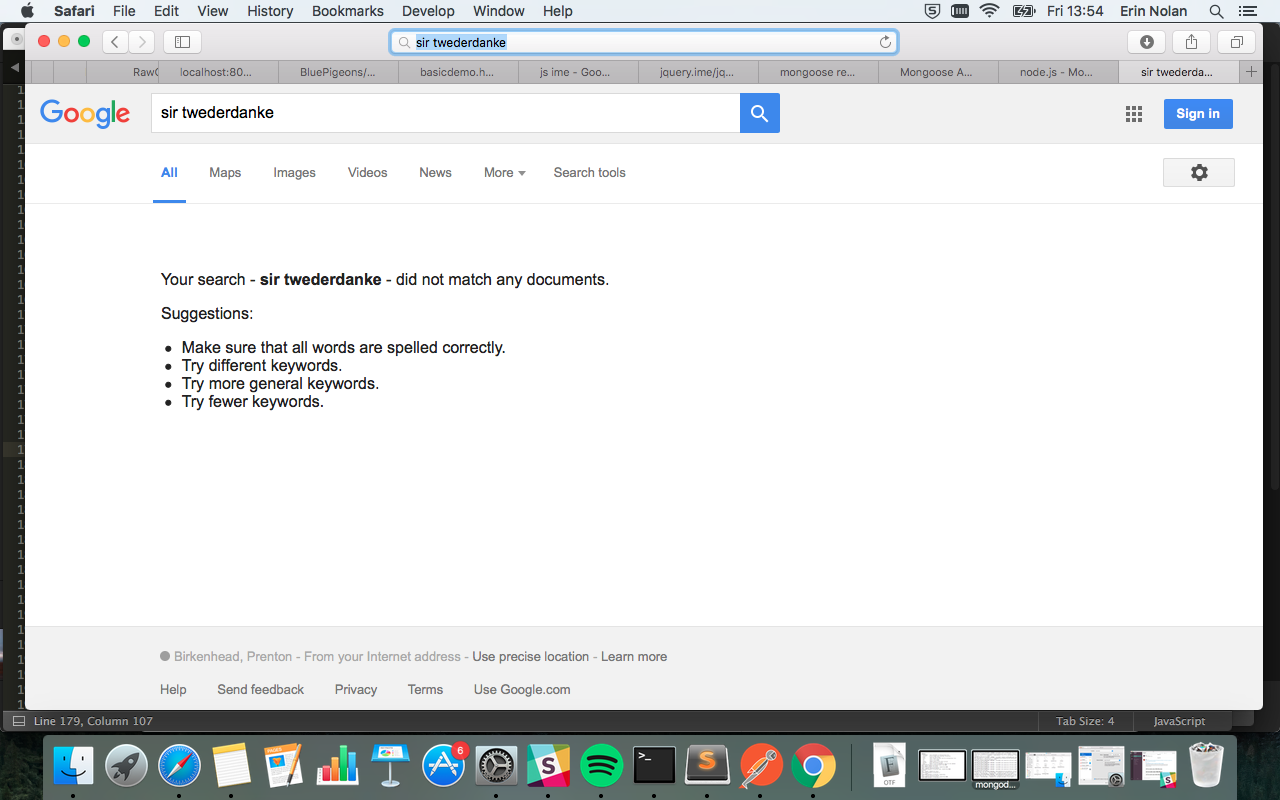 Safari File Edit View History Bookmarks Develop Window Help Fri 13:54 Erin Nolan
sir twederdanke
RawG localhost:80... BluePigeons/... basicdemo.h... js ime - Goo... jquery.ime/jq... mongoose re... Mongoose A... node.js - Mo... sir twederda...
Google sir twederdanke Sign in
All Maps Images Videos News More Search tools
Your search - sir twederdanke - did not match any documents.
Suggestions:
Make sure that all words are spelled correctly.
Try different keywords.
Try more general keywords.
Try fewer keywords.
Birkenhead, Prenton - From your Internet address - Use precise location - Learn more
Help Send feedback Privacy Terms Use Google.com
Line 179, Column 107 Tab Size: 4 JavaScript
6
PAGES
OTF
mongod...